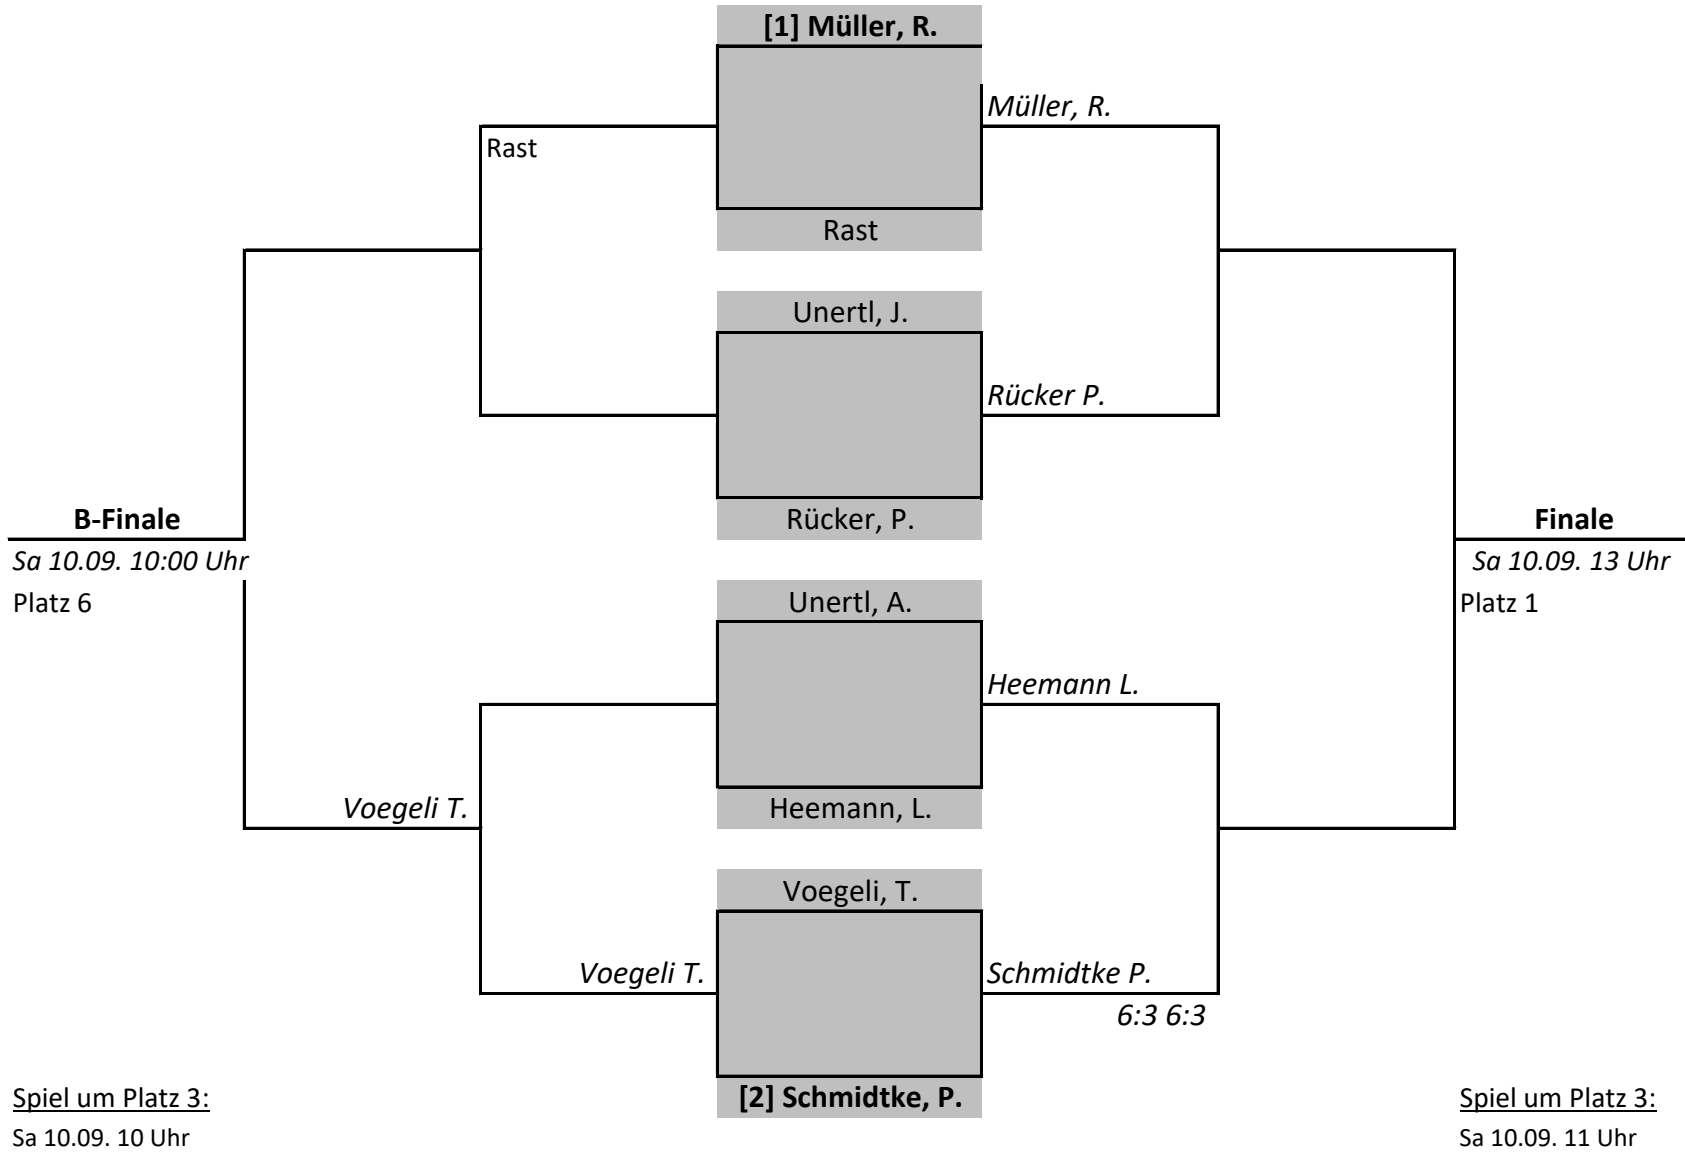 [1] Müller, R.
Müller, R.
Rast
Rast
Unertl, J.
Rücker P.
Rücker, P.
B-Finale
Finale
Sa 10.09. 10:00 Uhr
Sa 10.09. 13 Uhr
Platz 6
Platz 1
Unertl, A.
Heemann L.
Voegeli T.
Heemann, L.
Voegeli, T.
Voegeli T.
Schmidtke P.
6:3 6:3
[2] Schmidtke, P.
Spiel um Platz 3:
Spiel um Platz 3:
Sa 10.09. 10 Uhr
Sa 10.09. 11 Uhr